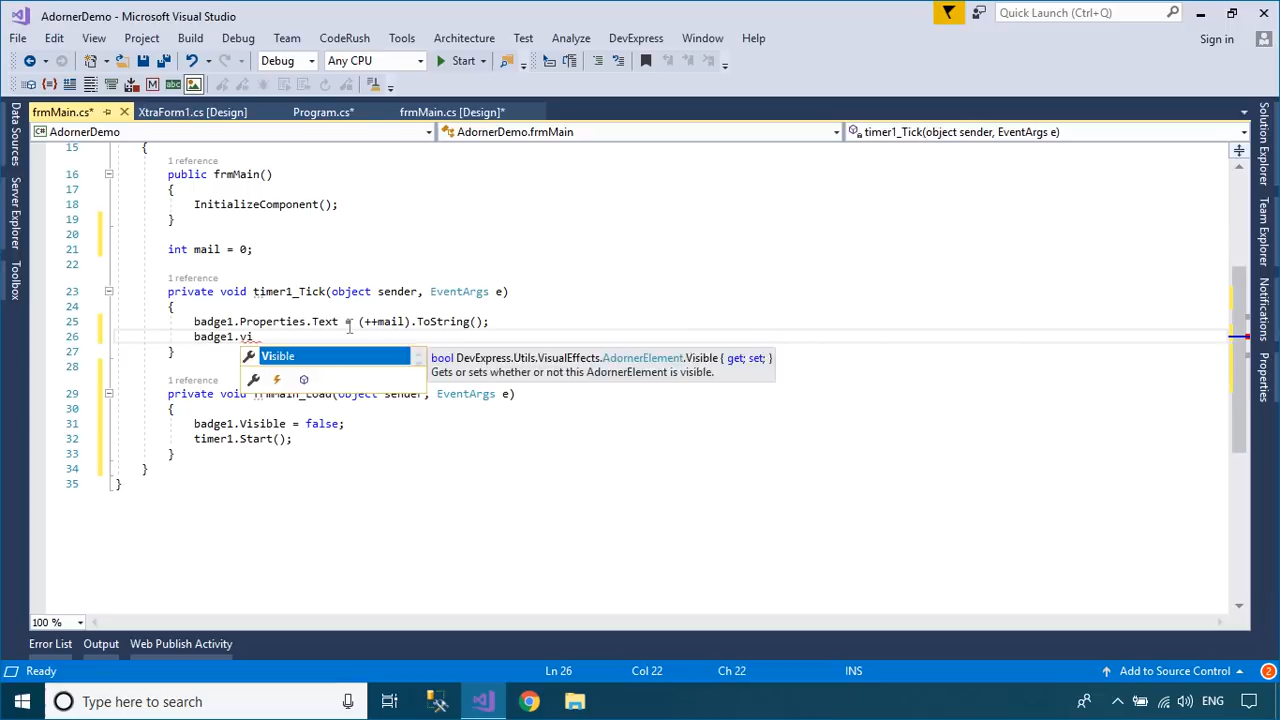 AdornerDemo - Microsoft Visual Studio
Quick Launch (Ctrl+Q)
File Edit View Project Build Debug Team CodeRush Tools Architecture Test Analyze DevExpress Window Help
Sign in
Debug Any CPU Start
frmMain.cs* XtraForm1.cs [Design] Program.cs* frmMain.cs [Design]*
AdornerDemo AdornerDemo.frmMain timer1_Tick(object sender, EventArgs e)
Data Sources
Server Explorer
Toolbox
15 {
1 reference
16 public frmMain()
17 {
18 InitializeComponent();
19 }
20
21 int mail = 0;
22
1 reference
23 private void timer1_Tick(object sender, EventArgs e)
24 {
25 badge1.Properties.Text = (++mail).ToString();
26 badge1.vi
27 }
Visible
bool DevExpress.Utils.VisualEffects.AdornerElement.Visible { get; set; }
Gets or sets whether or not this AdornerElement is visible.
28
1 reference
29 private void frmMain_Load(object sender, EventArgs e)
30 {
31 badge1.Visible = false;
32 timer1.Start();
33 }
34 }
35 }
Solution Explorer
Team Explorer
Notifications
Properties
100 %
Error List Output Web Publish Activity
Ready Ln 26 Col 22 Ch 22 INS Add to Source Control 2
Type here to search
ENG